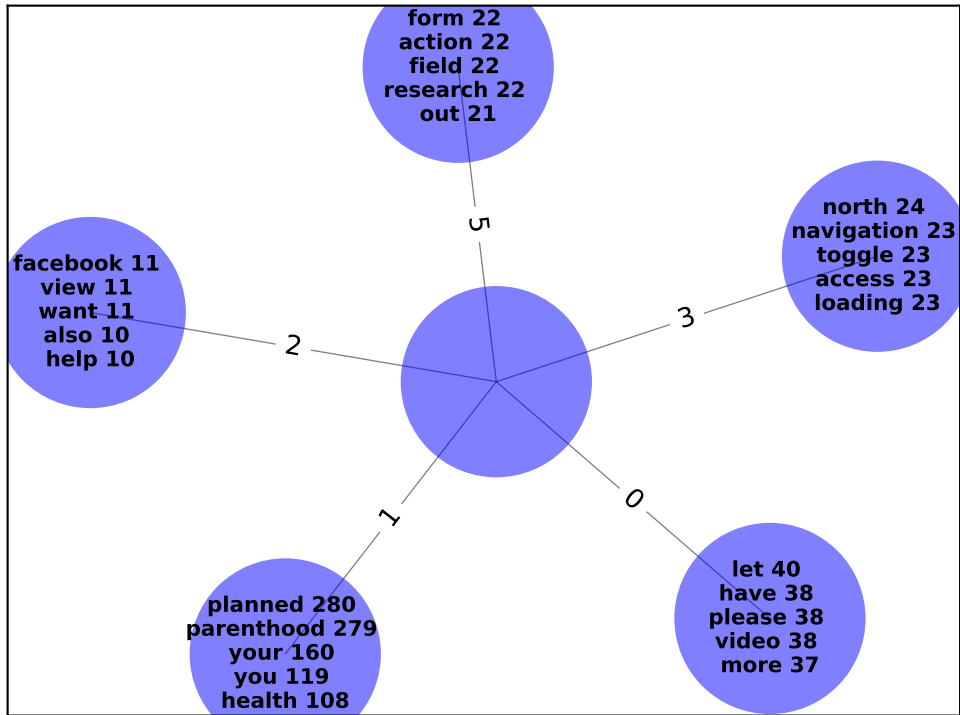 form 22
action 22
field 22
research 22
out 21
5
north 24
navigation 23
toggle 23
access 23
loading 23
3
facebook 11
view 11
want 11
also 10
help 10
2
1
0
planned 280
parenthood 279
your 160
you 119
health 108
let 40
have 38
please 38
video 38
more 37